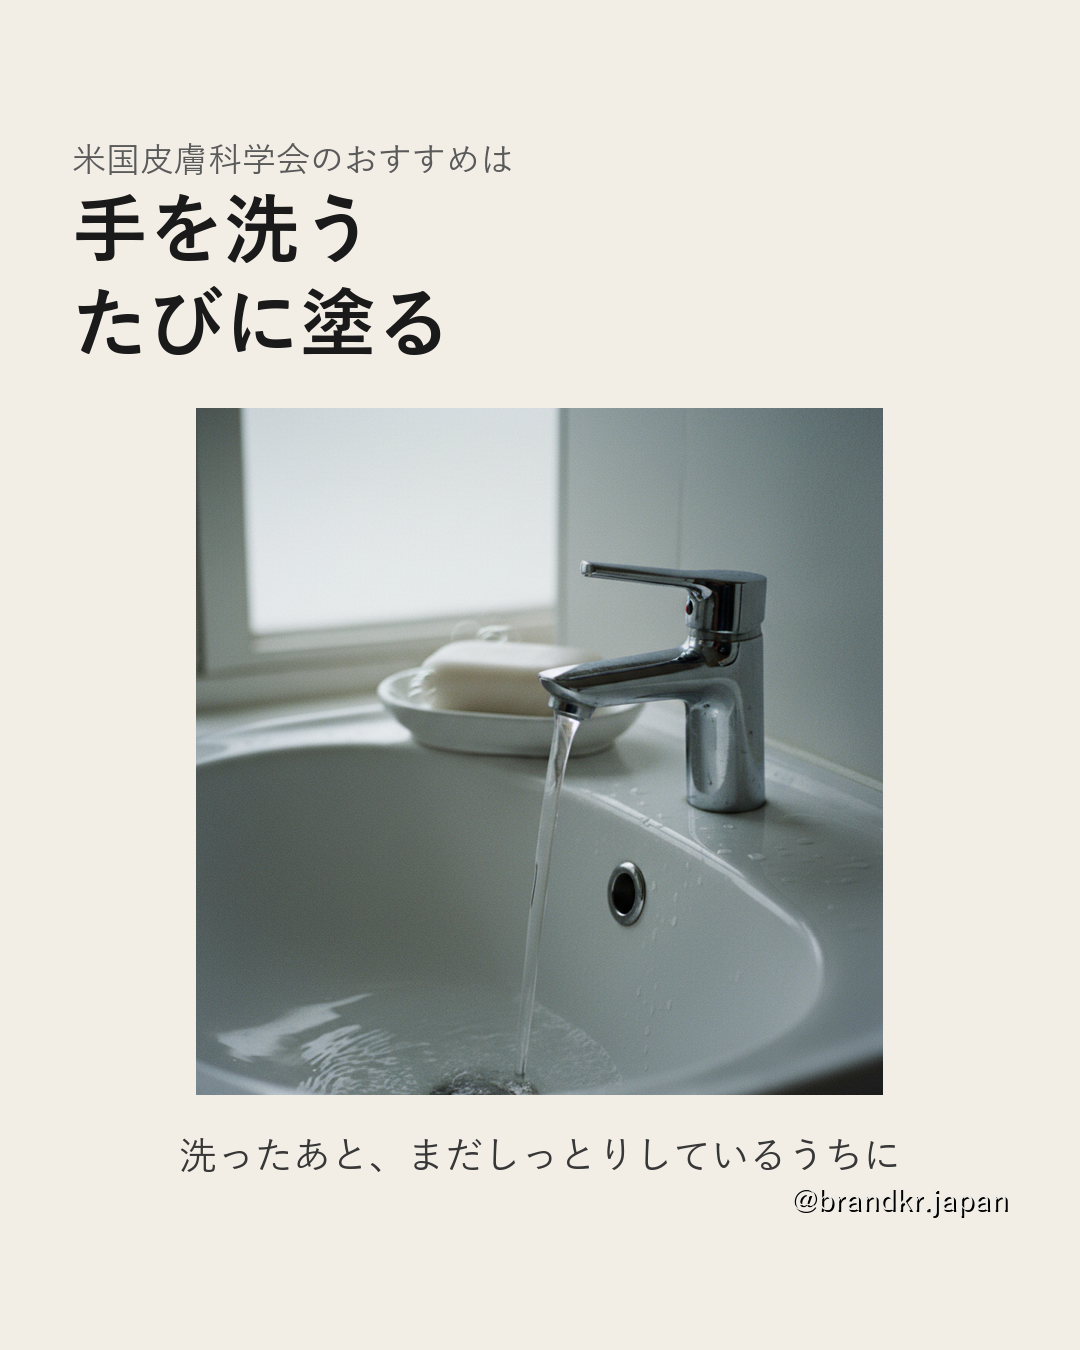 米国皮膚科学会のおすすめは
手を洗う
たびに塗る
洗ったあと、まだしっとりしているうちに
@brandkr.japan